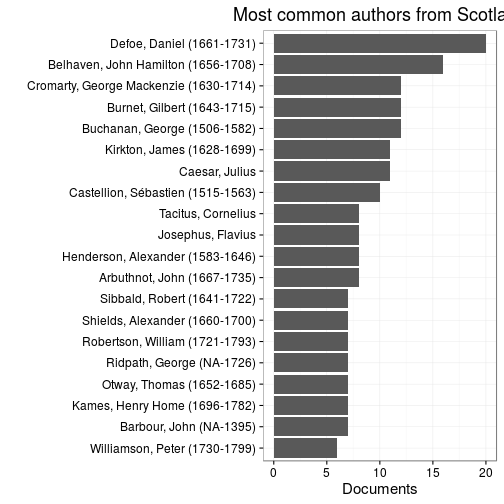 Most common authors from Scotla
Defoe, Daniel (1661-1731)
Belhaven, John Hamilton (1656-1708)
Cromarty, George Mackenzie (1630-1714)
Burnet, Gilbert (1643-1715)
Buchanan, George (1506-1582)
Kirkton, James (1628-1699)
Caesar, Julius
Castellion, Sébastien (1515-1563)
Tacitus, Cornelius
Josephus, Flavius
Henderson, Alexander (1583-1646)
Arbuthnot, John (1667-1735)
Sibbald, Robert (1641-1722)
Shields, Alexander (1660-1700)
Robertson, William (1721-1793)
Ridpath, George (NA-1726)
Otway, Thomas (1652-1685)
Kames, Henry Home (1696-1782)
Barbour, John (NA-1395)
Williamson, Peter (1730-1799)
0 5 10 15 20
Documents